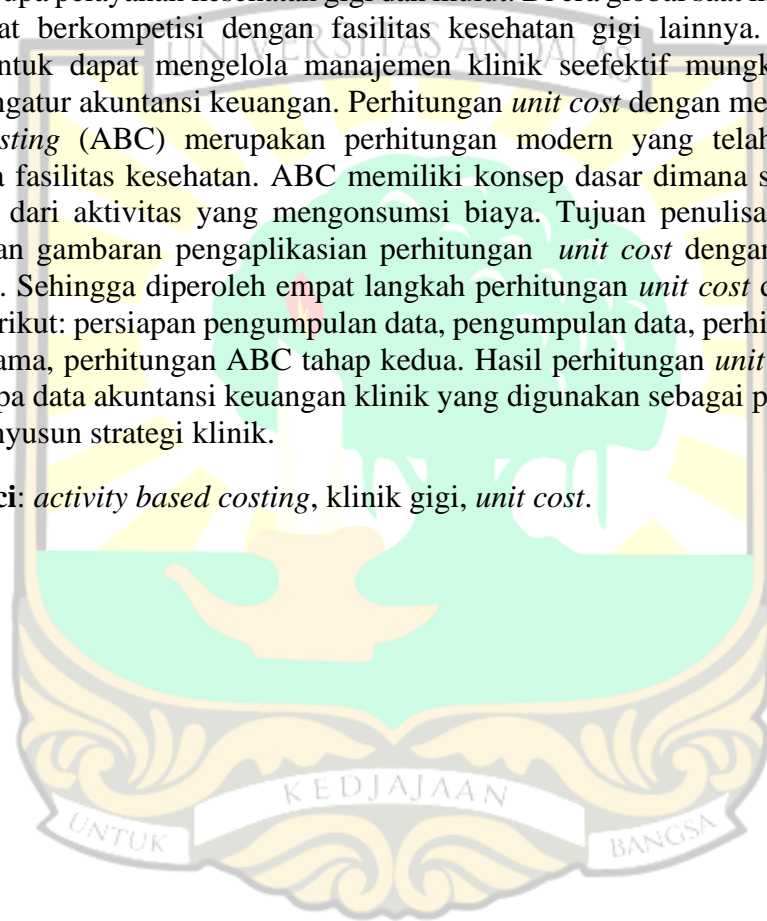 upa pelayanan kesehatan gigi dan mulut. Di era global saat
at berkompetisi dengan fasilitas kesehatan gigi lainnya.
ntuk dapat mengelola manajemen klinik seefektif mungk
ngatur akuntansi keuangan. Perhitungan unit cost dengan me
sting (ABC) merupakan perhitungan modern yang telah
a fasilitas kesehatan. ABC memiliki konsep dasar dimana s
dari aktivitas yang mengonsumsi biaya. Tujuan penulisa
an gambaran pengaplikasian perhitungan unit cost dengan
. Sehingga diperoleh empat langkah perhitungan unit cost d
rikut: persiapan pengumpulan data, pengumpulan data, perhi
ama, perhitungan ABC tahap kedua. Hasil perhitungan unit
pa data akuntansi keuangan klinik yang digunakan sebagai p
nyusun strategi klinik.
ci: activity based costing, klinik gigi, unit cost.
UNIVERSITAS ANDALAS
KEDJAJAAN
UNTUK
BANGSA